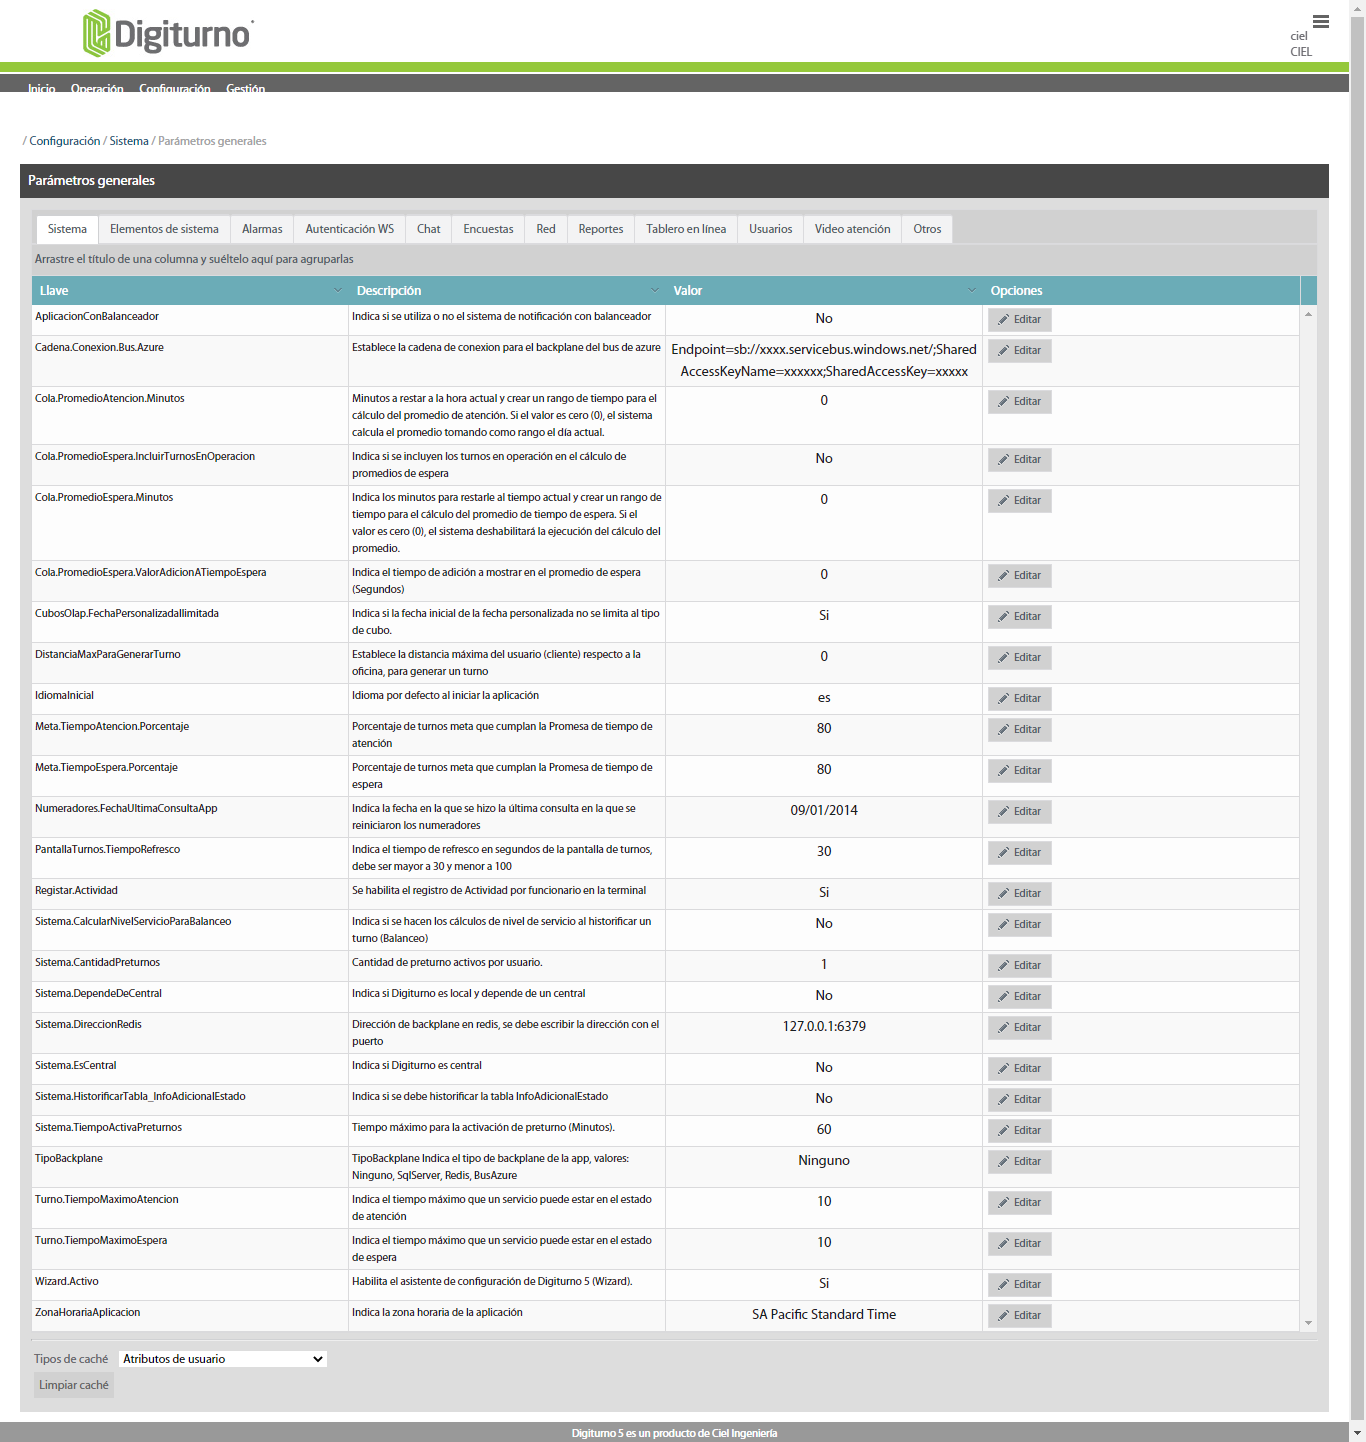 Digiturno
ciel
CIEL
Inicio Operación Configuración Gestión
/ Configuración / Sistema / Parámetros generales
Parámetros generales
Sistema Elementos de sistema Alarmas Autenticación WS Chat Encuestas Red Reportes Tablero en línea Usuarios Video atención Otros
Arrastre el título de una columna y suéltelo aquí para agruparlas
Llave Descripción Valor Opciones
AplicacionConBalanceador Indica si se utiliza o no el sistema de notificación con balanceador No Editar
Cadena.Conexion.Bus.Azure Establece la cadena de conexion para el backplane del bus de azure Endpoint=sb://xxxx.servicebus.windows.net/;Shared Editar
AccessKeyName=xxxxxx;SharedAccessKey=xxxxx
Cola.PromedioAtencion.Minutos Minutos a restar a la hora actual y crear un rango de tiempo para el 0 Editar
cálculo del promedio de atención. Si el valor es cero (0), el sistema
calcula el promedio tomando como rango el día actual.
Cola.PromedioEspera.IncluirTurnosEnOperacion Indica si se incluyen los turnos en operación en el cálculo de No Editar
promedios de espera
Cola.PromedioEspera.Minutos Indica los minutos para restarle al tiempo actual y crear un rango de 0 Editar
tiempo para el cálculo del promedio de tiempo de espera. Si el
valor es cero (0), el sistema deshabilitará la ejecución del cálculo del
promedio.
Cola.PromedioEspera.ValorAdicionATiempoEspera Indica el tiempo de adición a mostrar en el promedio de espera 0 Editar
(Segundos)
CubosOlap.FechaPersonalizadaIlimitada Indica si la fecha inicial de la fecha personalizada no se limita al tipo Si Editar
de cubo.
DistanciaMaxParaGenerarTurno Establece la distancia máxima del usuario (cliente) respecto a la 0 Editar
oficina, para generar un turno
IdiomaInicial Idioma por defecto al iniciar la aplicación es Editar
Meta.TiempoAtencion.Porcentaje Porcentaje de turnos meta que cumplan la Promesa de tiempo de 80 Editar
atención
Meta.TiempoEspera.Porcentaje Porcentaje de turnos meta que cumplan la Promesa de tiempo de 80 Editar
espera
Numeradores.FechaUltimaConsultaApp Indica la fecha en la que se hizo la última consulta en la que se 09/01/2014 Editar
reiniciaron los numeradores
PantallaTurnos.TiempoRefresco Indica el tiempo de refresco en segundos de la pantalla de turnos, 30 Editar
debe ser mayor a 30 y menor a 100
Registar.Actividad Se habilita el registro de Actividad por funcionario en la terminal Si Editar
Sistema.CalcularNivelServicioParaBalanceo Indica si se hacen los cálculos de nivel de servicio al historificar un No Editar
turno (Balanceo)
Sistema.CantidadPreturnos Cantidad de preturno activos por usuario. 1 Editar
Sistema.DependeDeCentral Indica si Digiturno es local y depende de un central No Editar
Sistema.DireccionRedis Dirección de backplane en redis, se debe escribir la dirección con el 127.0.0.1:6379 Editar
puerto
Sistema.EsCentral Indica si Digiturno es central No Editar
Sistema.HistorificarTabla_InfoAdicionalEstado Indica si se debe historificar la tabla InfoAdicionalEstado No Editar
Sistema.TiempoActivaPreturnos Tiempo máximo para la activación de preturno (Minutos). 60 Editar
TipoBackplane TipoBackplane Indica el tipo de backplane de la app, valores: Ninguno Editar
Ninguno, SqlServer, Redis, BusAzure
Turno.TiempoMaximoAtencion Indica el tiempo máximo que un servicio puede estar en el estado 10 Editar
de atención
Turno.TiempoMaximoEspera Indica el tiempo máximo que un servicio puede estar en el estado 10 Editar
de espera
Wizard.Activo Habilita el asistente de configuración de Digiturno 5 (Wizard). Si Editar
ZonaHorariaAplicacion Indica la zona horaria de la aplicación SA Pacific Standard Time Editar
Tipos de caché Atributos de usuario
Limpiar caché
Digiturno 5 es un producto de Ciel Ingeniería